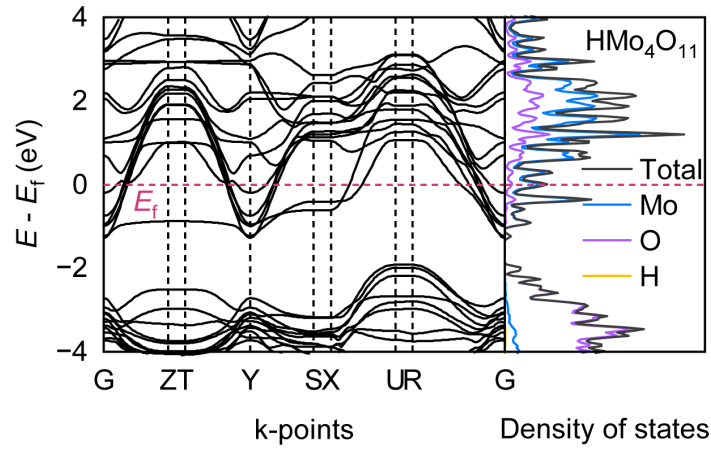 4
2
0
−2
−4
E - Ef (eV)
Ef
HMo4O11
Total
Mo
O
H
G ZT Y SX UR G
k-points
Density of states